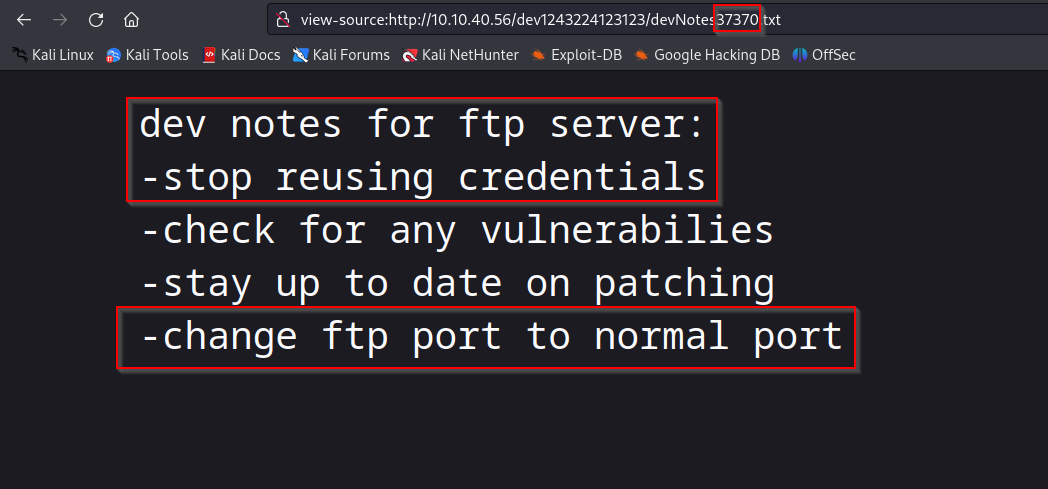 view-source:http://10.10.40.56/dev1243224123123/devNotes37370.txt
Kali Linux Kali Tools Kali Docs Kali Forums Kali NetHunter Exploit-DB Google Hacking DB OffSec
dev notes for ftp server:
-stop reusing credentials
-check for any vulnerabilies
-stay up to date on patching
-change ftp port to normal port